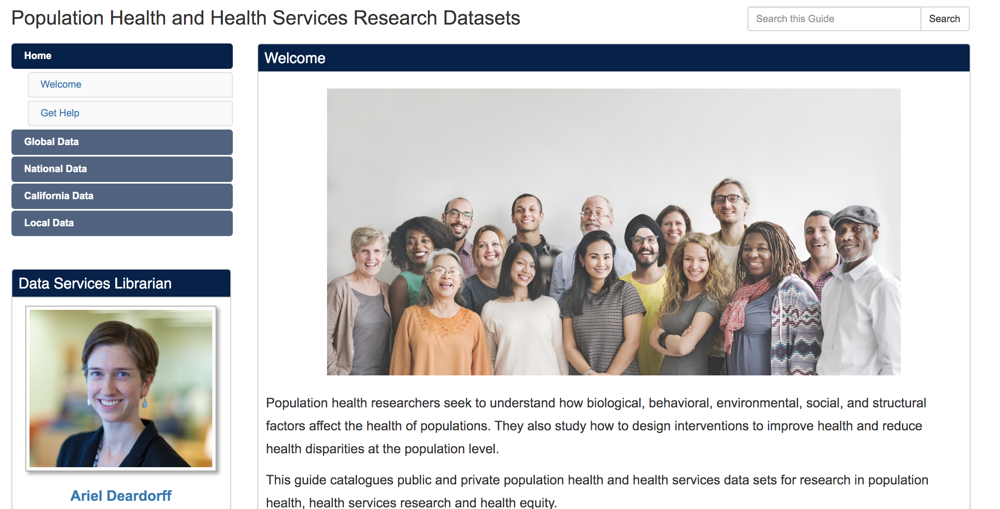 Population Health and Health Services Research Datasets
Search this Guide
Search
Home
Welcome
Get Help
Global Data
National Data
California Data
Local Data
Data Services Librarian
Ariel Deardorff
Welcome
Population health researchers seek to understand how biological, behavioral, environmental, social, and structural
factors affect the health of populations. They also study how to design interventions to improve health and reduce
health disparities at the population level.
This guide catalogues public and private population health and health services data sets for research in population
health, health services research and health equity.